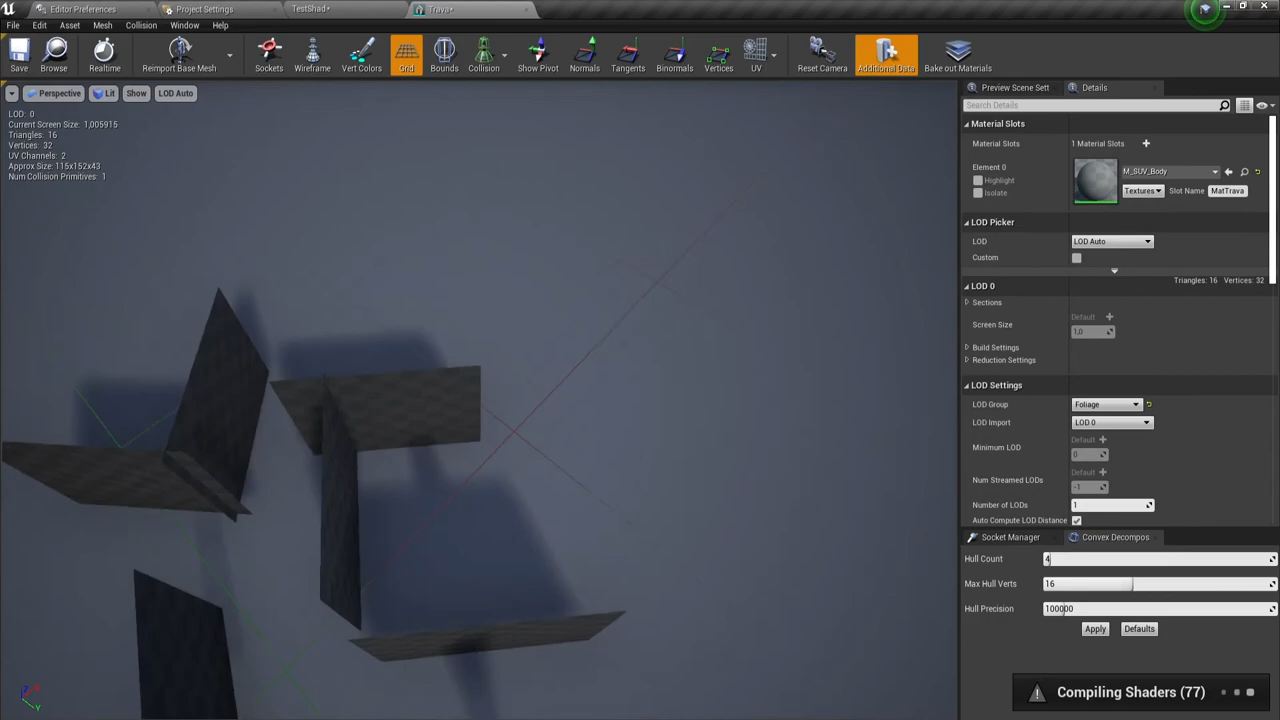 Editor Preferences
Project Settings
TestShad*
Trava*
File Edit Asset Mesh Collision Window Help
Save Browse Realtime Reimport Base Mesh Sockets Wireframe Vert Colors Grid Bounds Collision Show Pivot Normals Tangents Binormals Vertices UV Reset Camera Additional Data Bake out Materials
Perspective Lit Show LOD Auto
LOD: 0
Current Screen Size: 1,005915
Triangles: 16
Vertices: 32
UV Channels: 2
Approx Size: 115x152x43
Num Collision Primitives: 1
Preview Scene Sett Details
Search Details
Material Slots
Material Slots 1 Material Slots
Element 0
Highlight
Isolate
M_SUV_Body
Textures Slot Name MatTrava
LOD Picker
LOD LOD Auto
Custom
LOD 0 Triangles: 16 Vertices: 32
Sections
Screen Size Default
1,0
Build Settings
Reduction Settings
LOD Settings
LOD Group Foliage
LOD Import LOD 0
Minimum LOD Default
0
Num Streamed LODs Default
-1
Number of LODs 1
Auto Compute LOD Distance
Socket Manager Convex Decompos
Hull Count 4
Max Hull Verts 16
Hull Precision 100000
Apply Defaults
Compiling Shaders (77)